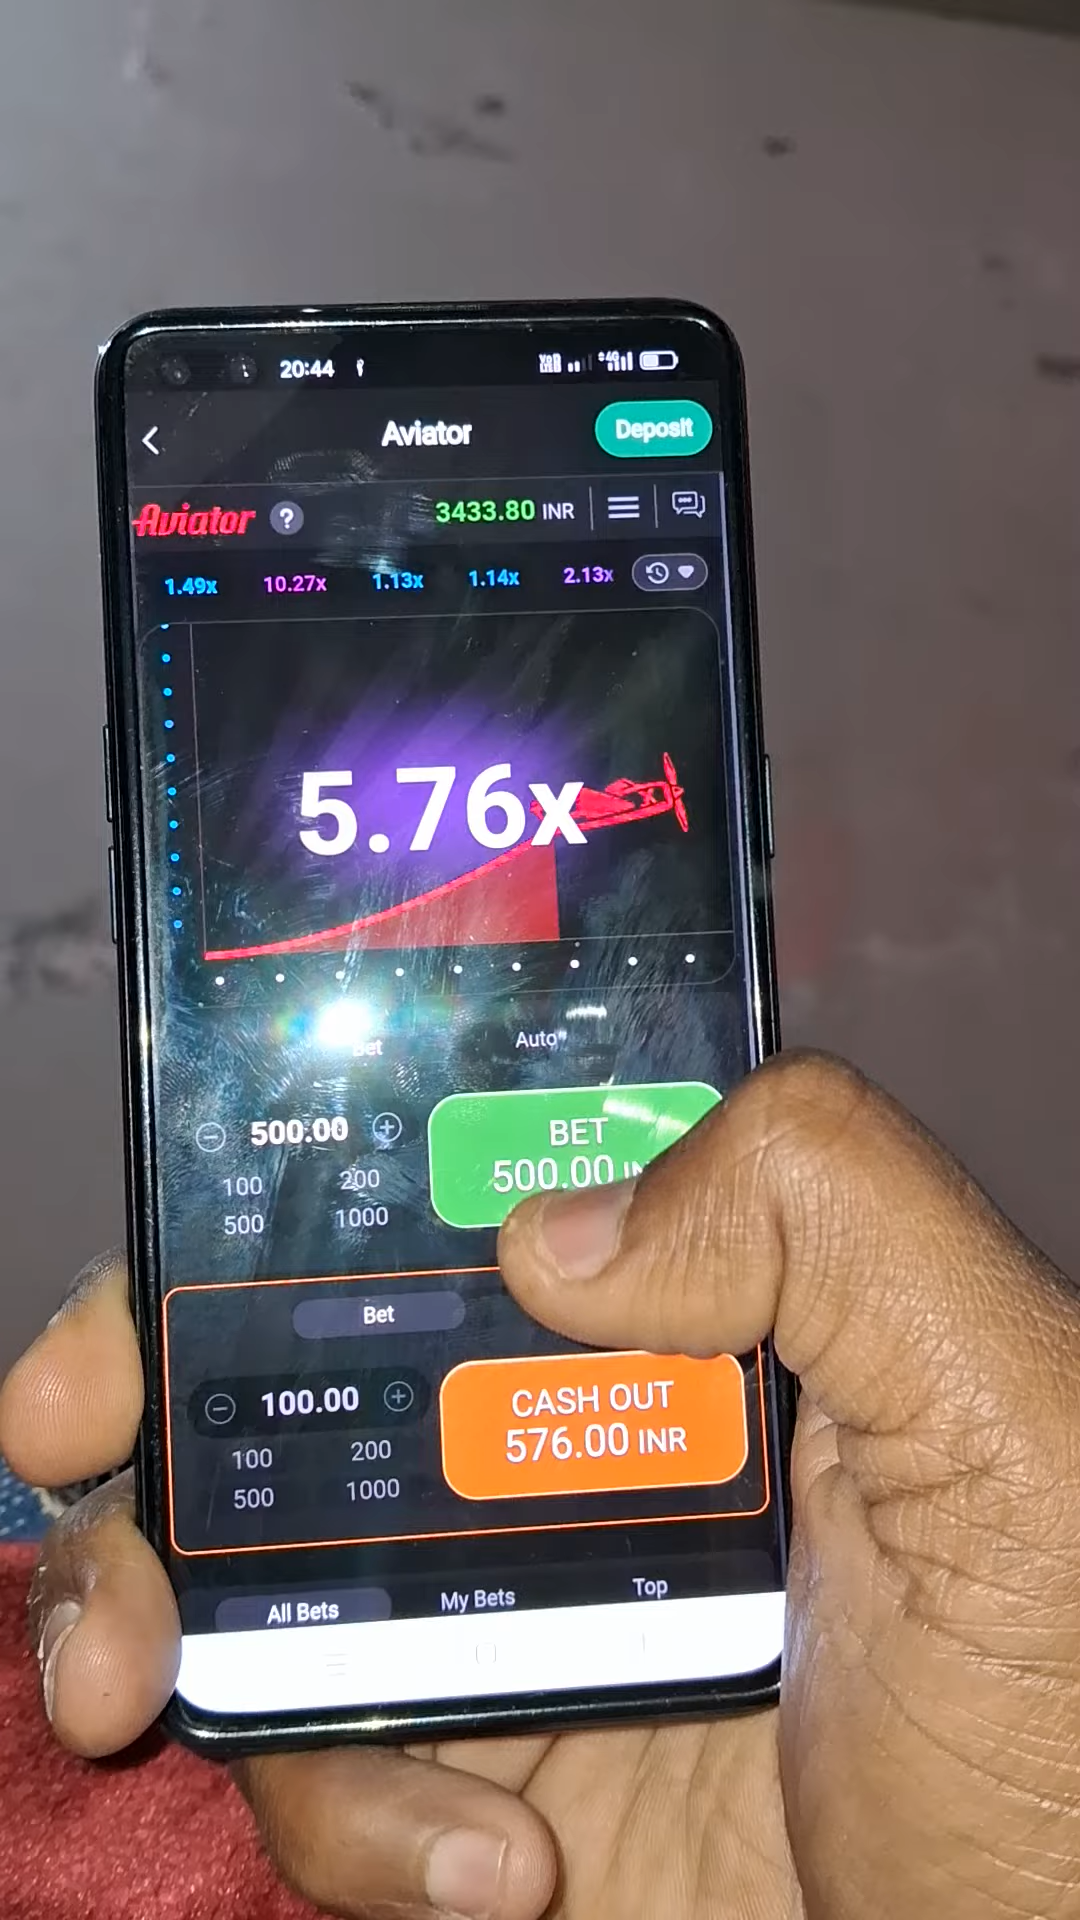 20:44
Aviator
Deposit
Aviator ? 3433.80 INR
1.49x 10.27x 1.13x 1.14x 2.13x
5.76x
Bet Auto
500.00
BET
500.00
100 200
500 1000
Bet
100.00
CASH OUT
576.00 INR
100 200
500 1000
All Bets My Bets Top